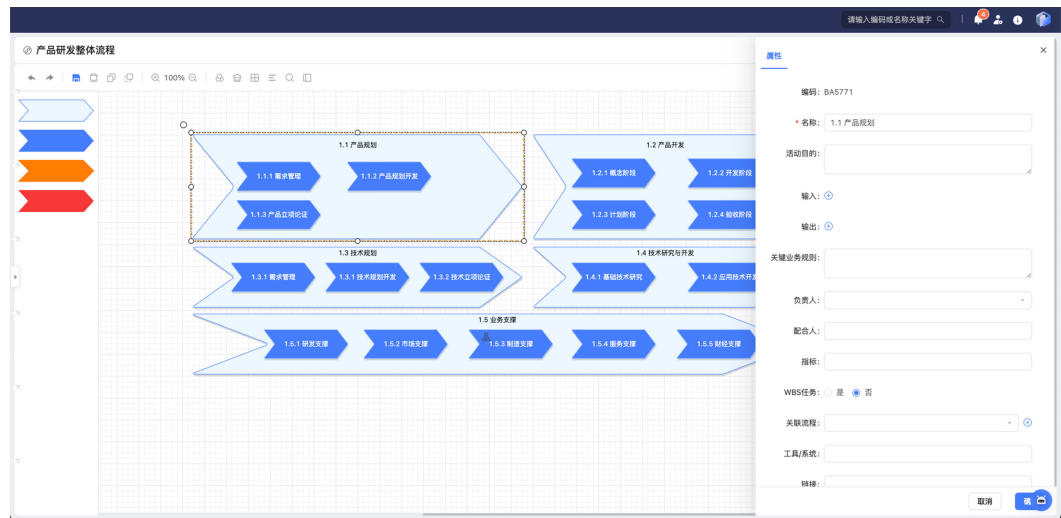 请输入编码或名称关键字
4
产品研发整体流程
100%
1.1 产品规划
1.1.1 需求管理
1.1.2 产品规划开发
1.1.3 产品立项论证
1.2 产品开发
1.2.1 概念阶段
1.2.2 开发阶段
1.2.3 计划阶段
1.2.4 验收阶段
1.3 技术规划
1.3.1 需求管理
1.3.1 技术规划开发
1.3.2 技术立项论证
1.4 技术研究与开发
1.4.1 基础技术研究
1.4.2 应用技术开发
1.5 业务支撑
1.5.1 研发支撑
1.5.2 市场支撑
1.5.3 制造支撑
1.5.4 服务支撑
1.5.5 财经支撑
属性
编码: BA5771
* 名称: 1.1 产品规划
活动目的:
输入:
输出:
关键业务规则:
负责人:
配合人:
指标:
WBS任务: 是 否
关联流程:
工具/系统:
链接:
取消
确